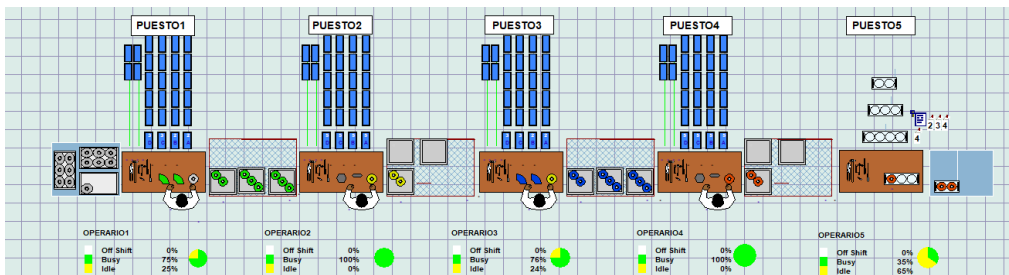 PUESTO1
PUESTO2
PUESTO3
PUESTO4
PUESTO5
2 3 4
4
D C B A
D C B A
D C B A
D C B A
OPERARIO1
Off Shift 0%
Busy 75%
Idle 25%
OPERARIO2
Off Shift 0%
Busy 100%
Idle 0%
OPERARIO3
Off Shift 0%
Busy 76%
Idle 24%
OPERARIO4
Off Shift 0%
Busy 100%
Idle 0%
OPERARIO5
Off Shift 0%
Busy 35%
Idle 65%